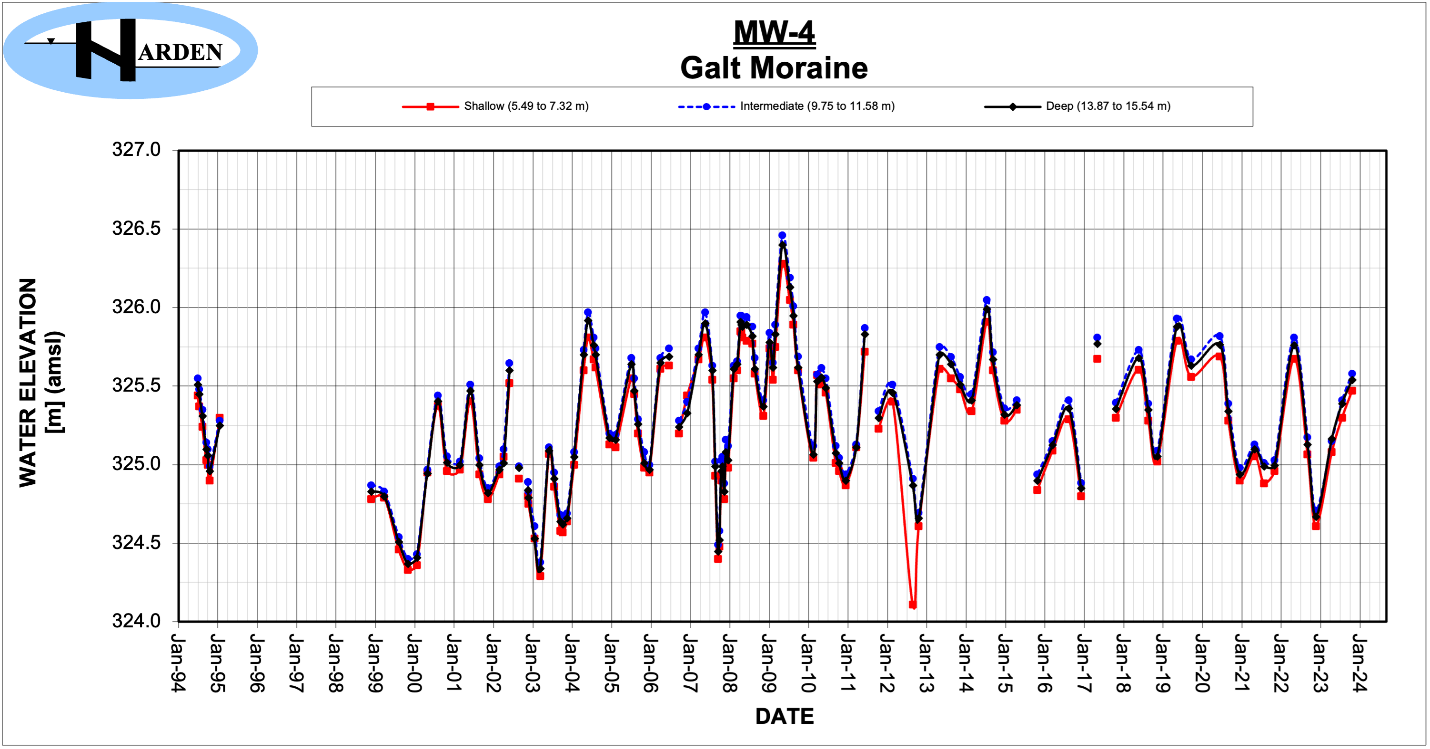 HARDEN
MW-4
Galt Moraine
Shallow (5.49 to 7.32 m) Intermediate (9.75 to 11.58 m) Deep (13.87 to 15.54 m)
WATER ELEVATION
[m] (amsl)
327.0
326.5
326.0
325.5
325.0
324.5
324.0
Jan-94
Jan-95
Jan-96
Jan-97
Jan-98
Jan-99
Jan-00
Jan-01
Jan-02
Jan-03
Jan-04
Jan-05
Jan-06
Jan-07
Jan-08
Jan-09
Jan-10
Jan-11
Jan-12
Jan-13
Jan-14
Jan-15
Jan-16
Jan-17
Jan-18
Jan-19
Jan-20
Jan-21
Jan-22
Jan-23
Jan-24
DATE